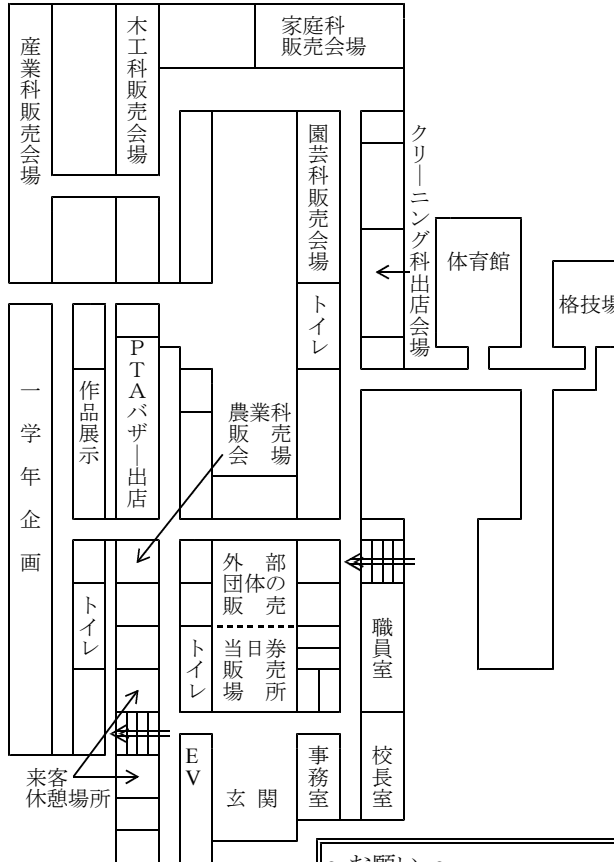 産業科販売会場
木工科販売会場
家庭科
販売会場
園芸科販売会場
クリーニング科出店会場
体育館
格技場
トイレ
一学年企画
作品展示
PTAバザー出店
農業科
販売
会場
外部
団体の
販売
当日券
販売
場所
トイレ
トイレ
職員室
来客
休憩場所
EV
玄関
事務室
校長室
お願い